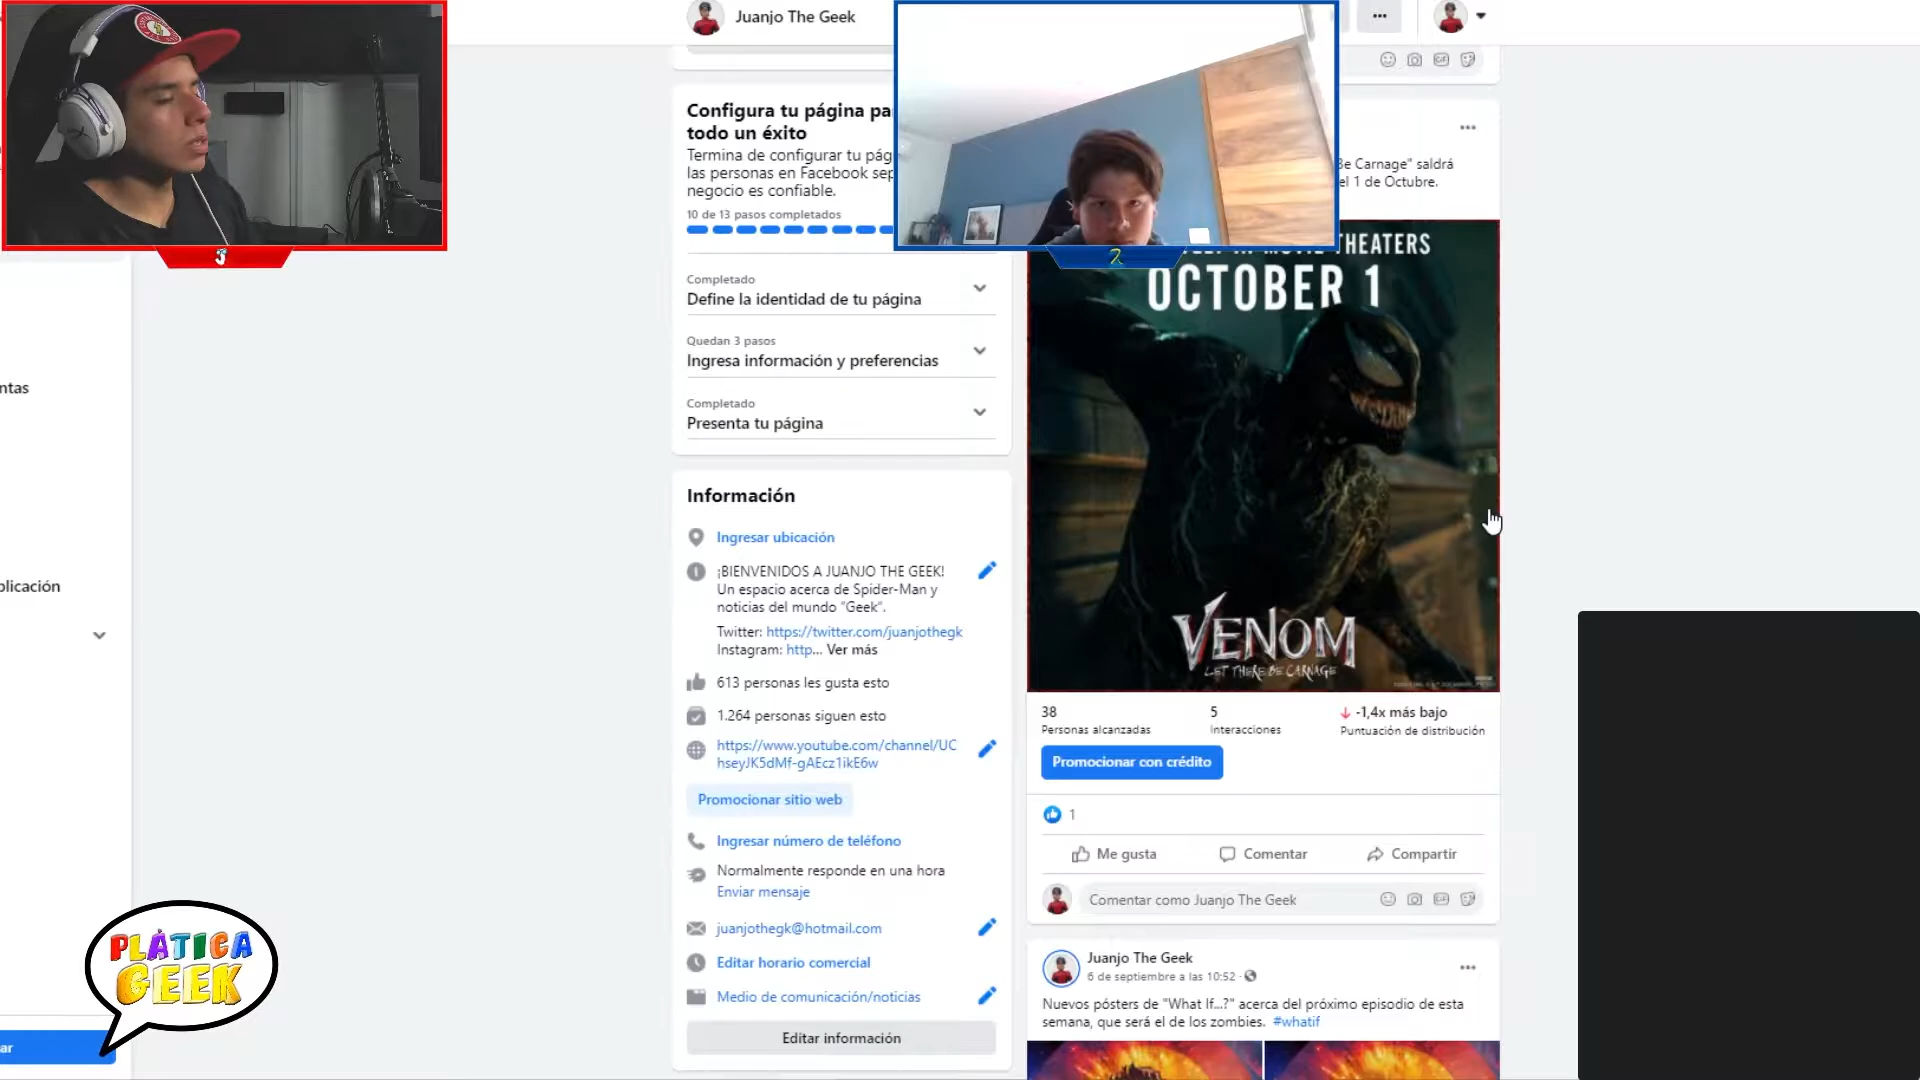 Juanjo The Geek
Configura tu página pa
todo un éxito
Termina de configurar tu pág
las personas en Facebook sep
negocio es confiable.
10 de 13 pasos completados
Completado
Define la identidad de tu página
Quedan 3 pasos
Ingresa información y preferencias
Completado
Presenta tu página
Información
Ingresar ubicación
¡BIENVENIDOS A JUANJO THE GEEK!
Un espacio acerca de Spider-Man y
noticias del mundo "Geek".
Twitter: https://twitter.com/juanjothegk
Instagram: http... Ver más
613 personas les gusta esto
1.264 personas siguen esto
https://www.youtube.com/channel/UC
hseyJK5dMf-gAEcz1ikE6w
Promocionar sitio web
Ingresar número de teléfono
Normalmente responde en una hora
Enviar mensaje
juanjothegk@hotmail.com
Editar horario comercial
Medio de comunicación/noticias
Editar información
Be Carnage" saldrá
el 1 de Octubre.
THEATERS
OCTOBER 1
VENOM
LET THERE BE CARNAGE
38
Personas alcanzadas
5
Interacciones
-1,4x más bajo
Puntuación de distribución
Promocionar con crédito
1
Me gusta
Comentar
Compartir
Comentar como Juanjo The Geek
Juanjo The Geek
6 de septiembre a las 10:52 ·
Nuevos pósters de "What If...?" acerca del próximo episodio de esta
semana, que será el de los zombies. #whatif
ntas
plicación
ar
PLÁTICA
GEEK
J